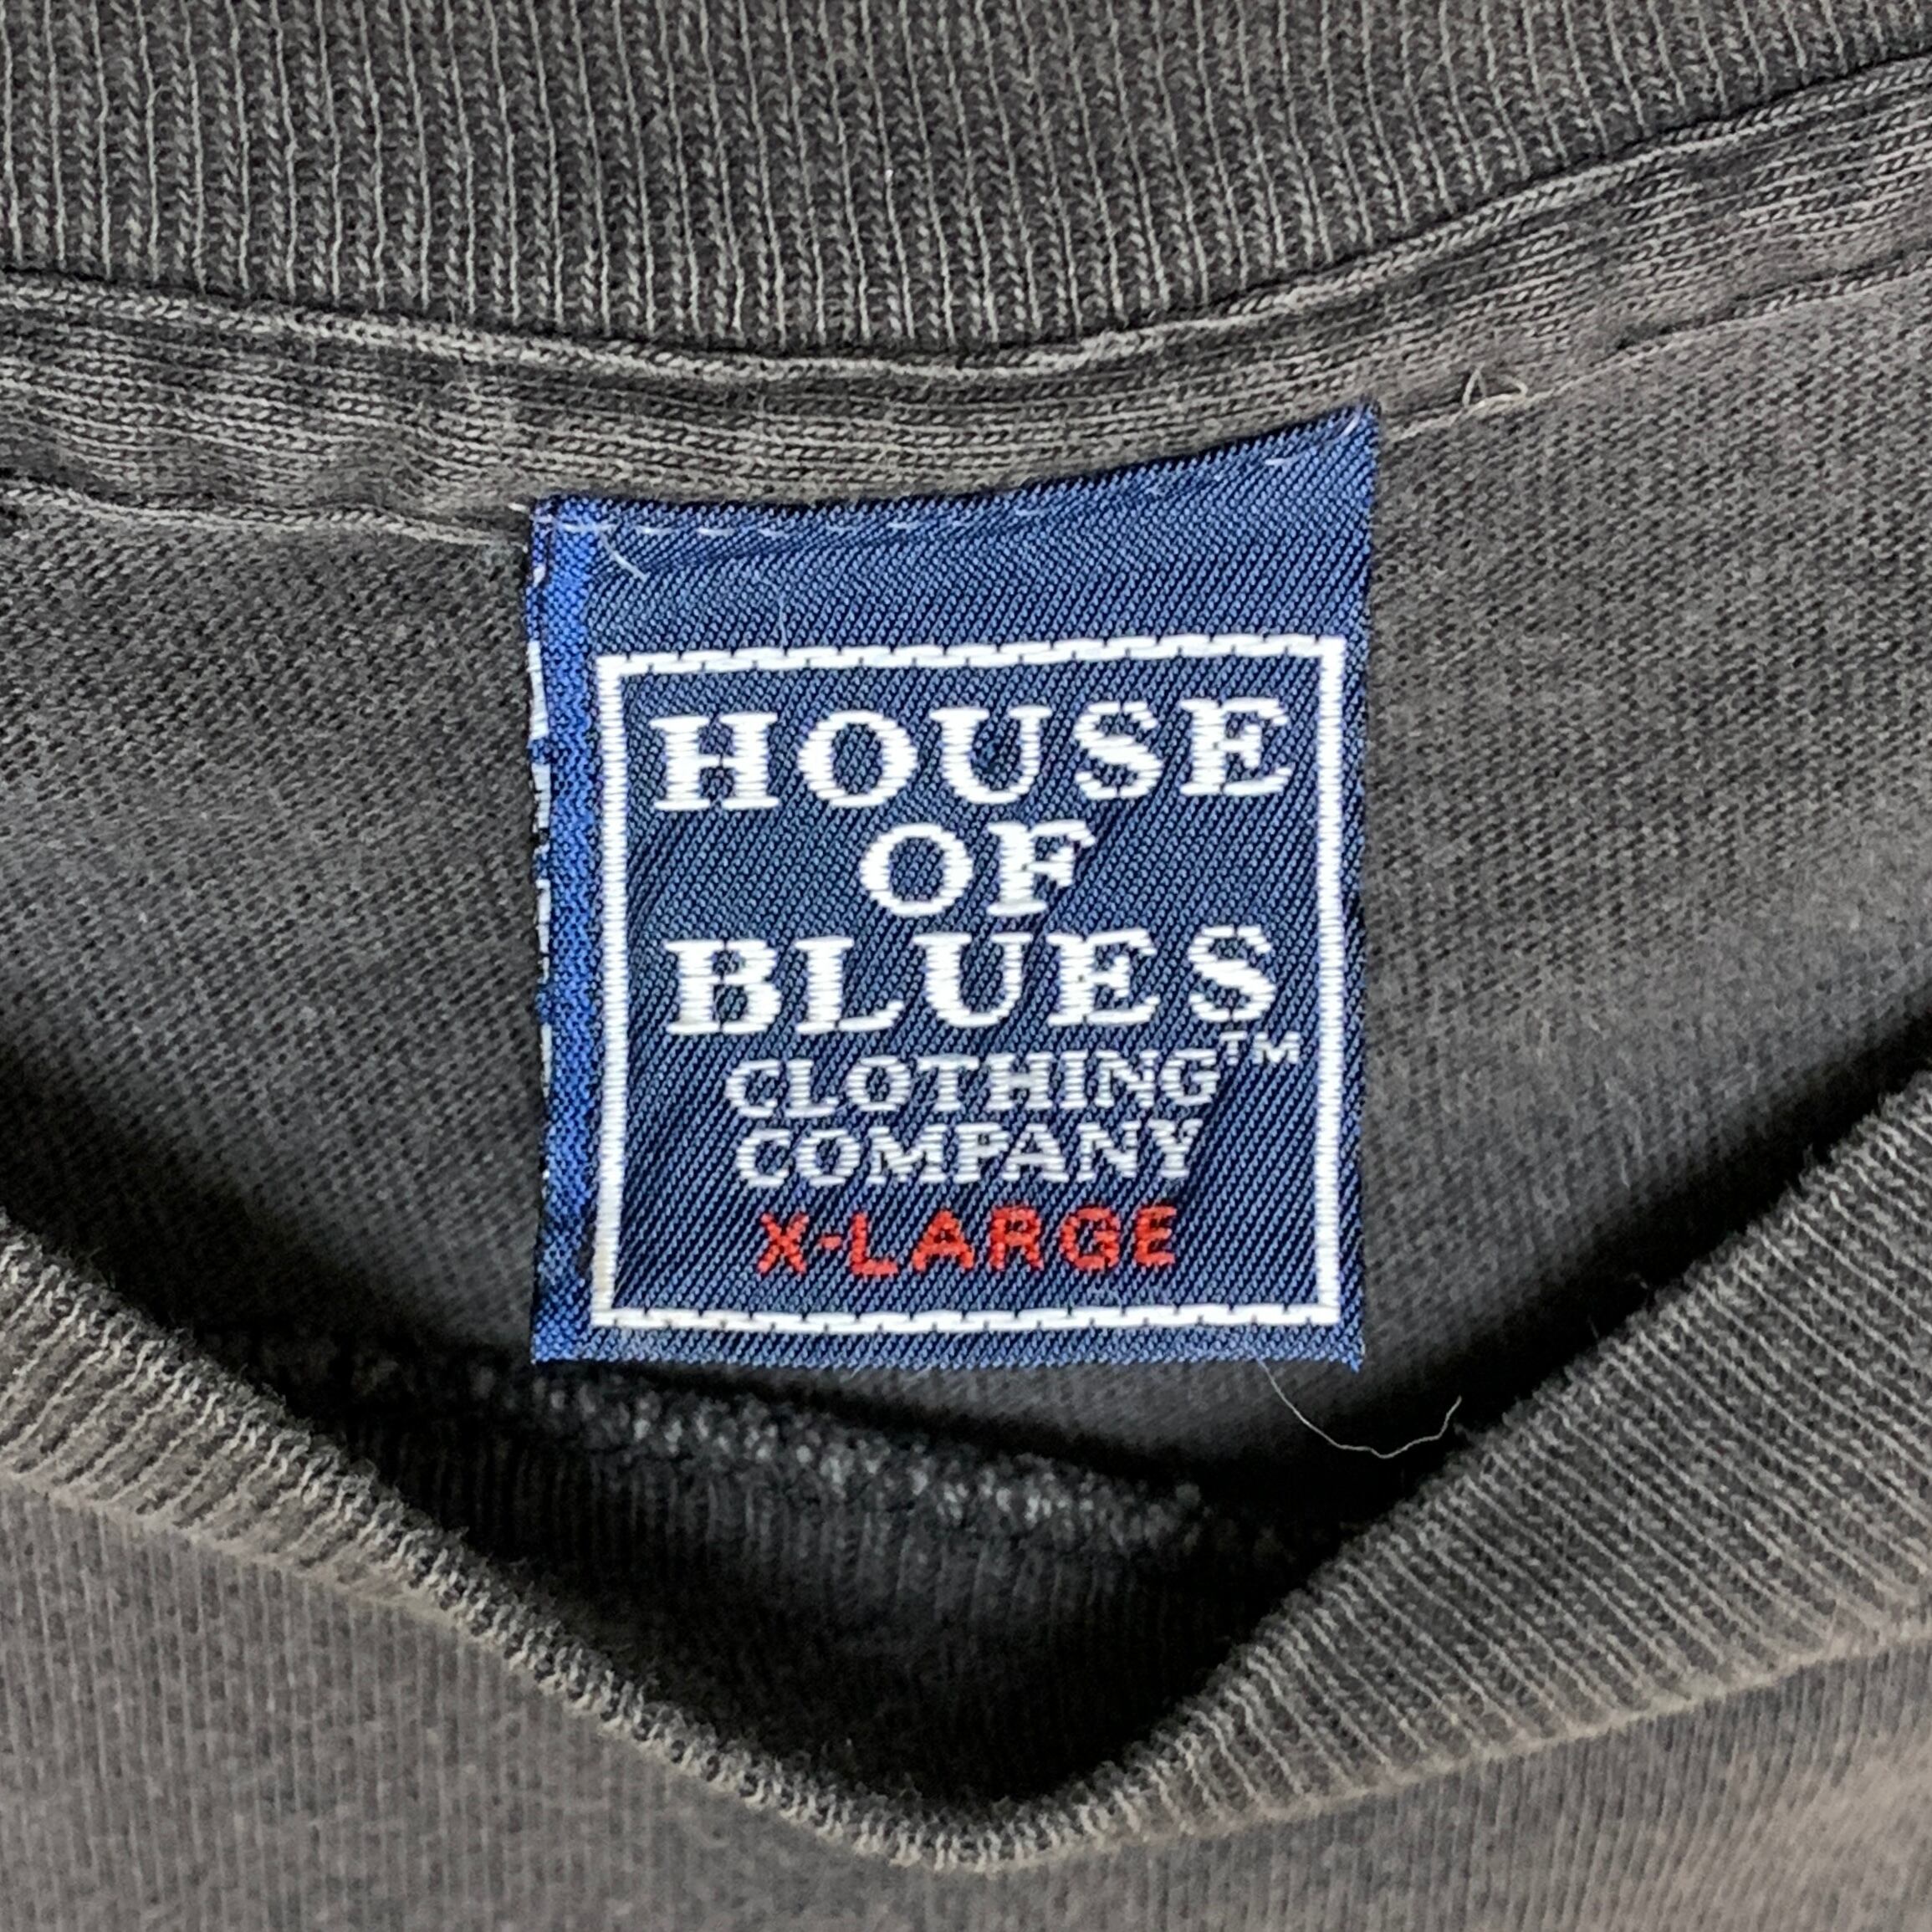 HOUSE
OF
BLUES
CLOTHING™
COMPANY
X-LARGE